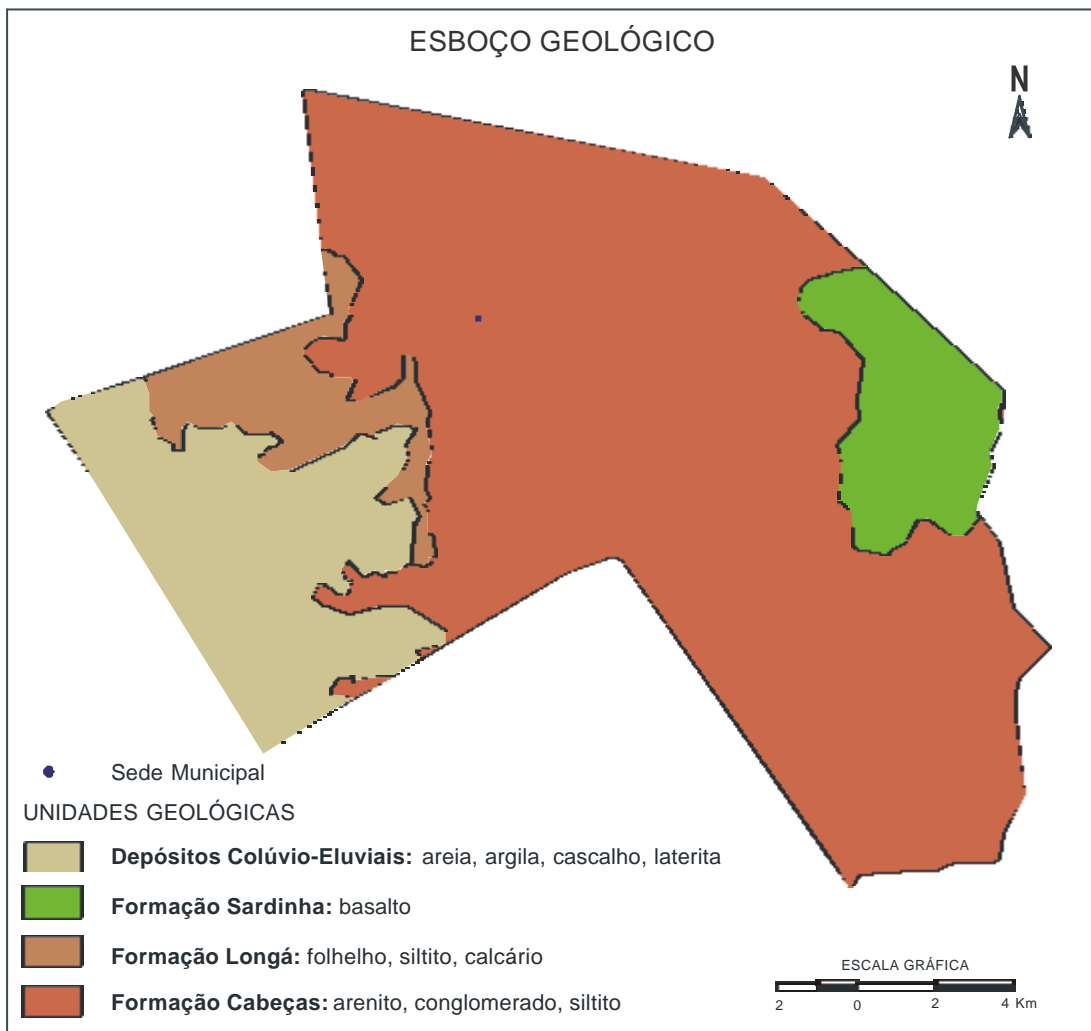 ESBOÇO GEOLÓGICO
N
Sede Municipal
UNIDADES GEOLÓGICAS
Depósitos Colúvio-Eluviais: areia, argila, cascalho, laterita
Formação Sardinha: basalto
Formação Longá: folhelho, siltito, calcário
Formação Cabeças: arenito, conglomerado, siltito
ESCALA GRÁFICA
2 0 2 4 Km